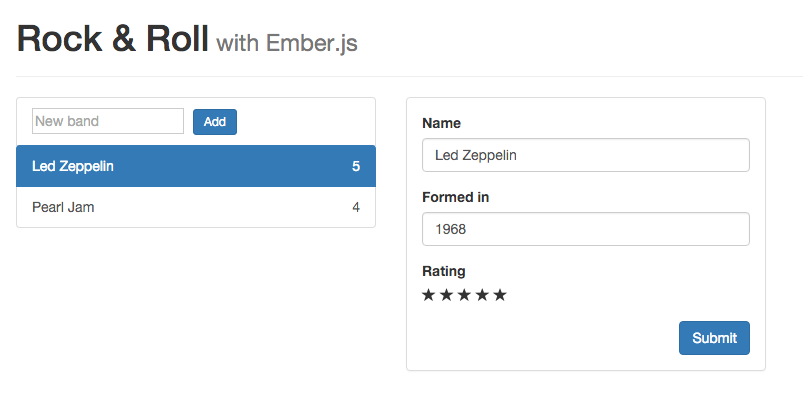 Rock & Roll with Ember.js
New band Add
Led Zeppelin 5
Pearl Jam 4
Name
Led Zeppelin
Formed in
1968
Rating
★★★★★
Submit